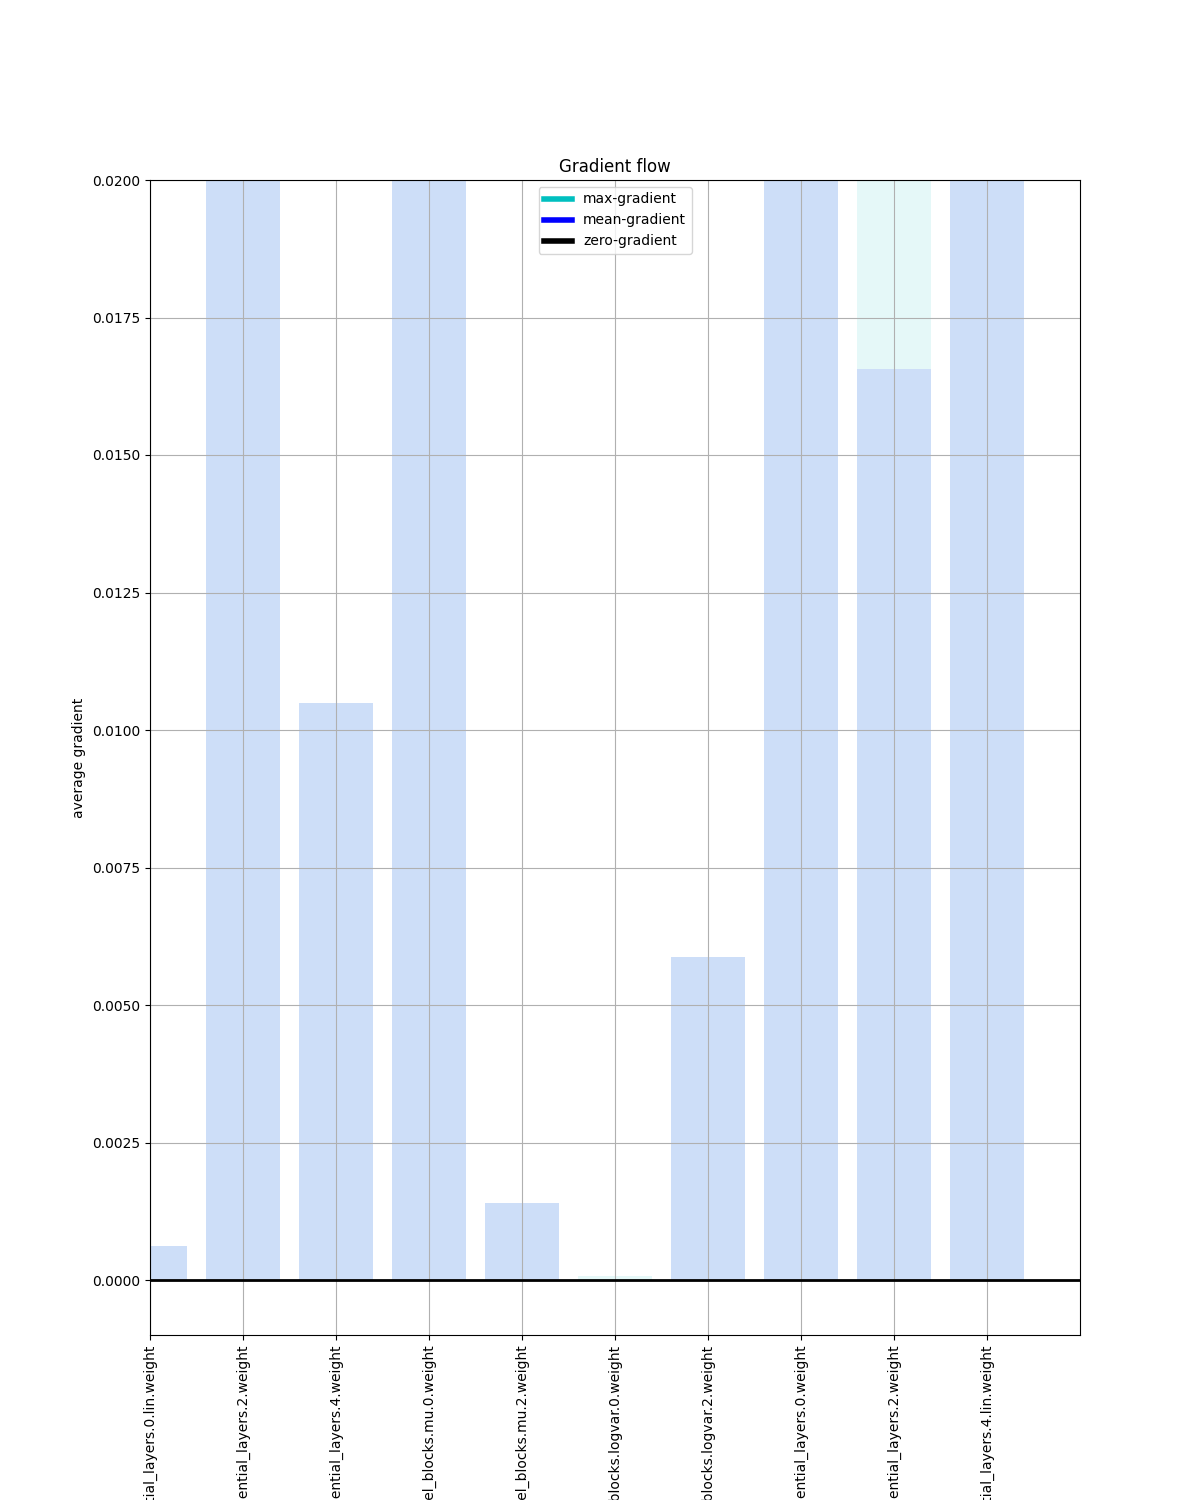 Gradient flow
max-gradient
mean-gradient
zero-gradient
0.0200
0.0175
0.0150
0.0125
0.0100
0.0075
0.0050
0.0025
0.0000
average gradient
tial_layers.0.lin.weight
ential_layers.2.weight
ential_layers.4.weight
el_blocks.mu.0.weight
el_blocks.mu.2.weight
blocks.logvar.0.weight
blocks.logvar.2.weight
ential_layers.0.weight
ential_layers.2.weight
tial_layers.4.lin.weight